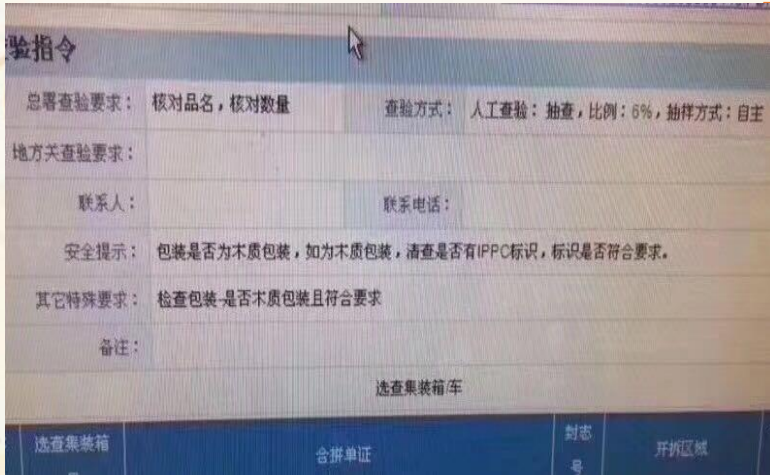 验指令
总署查验要求： 核对品名，核对数量 查验方式： 人工查验：抽查，比例：6%，抽样方式：自主
地方关查验要求：
联系人： 联系电话：
安全提示： 包装是否为木质包装，如为木质包装，清查是否有IPPC标识，标识是否符合要求。
其它特殊要求： 检查包装-是否木质包装且符合要求
备注：
选查集装箱/车
选查集装箱 合拼单证 封志 开拆区域
号